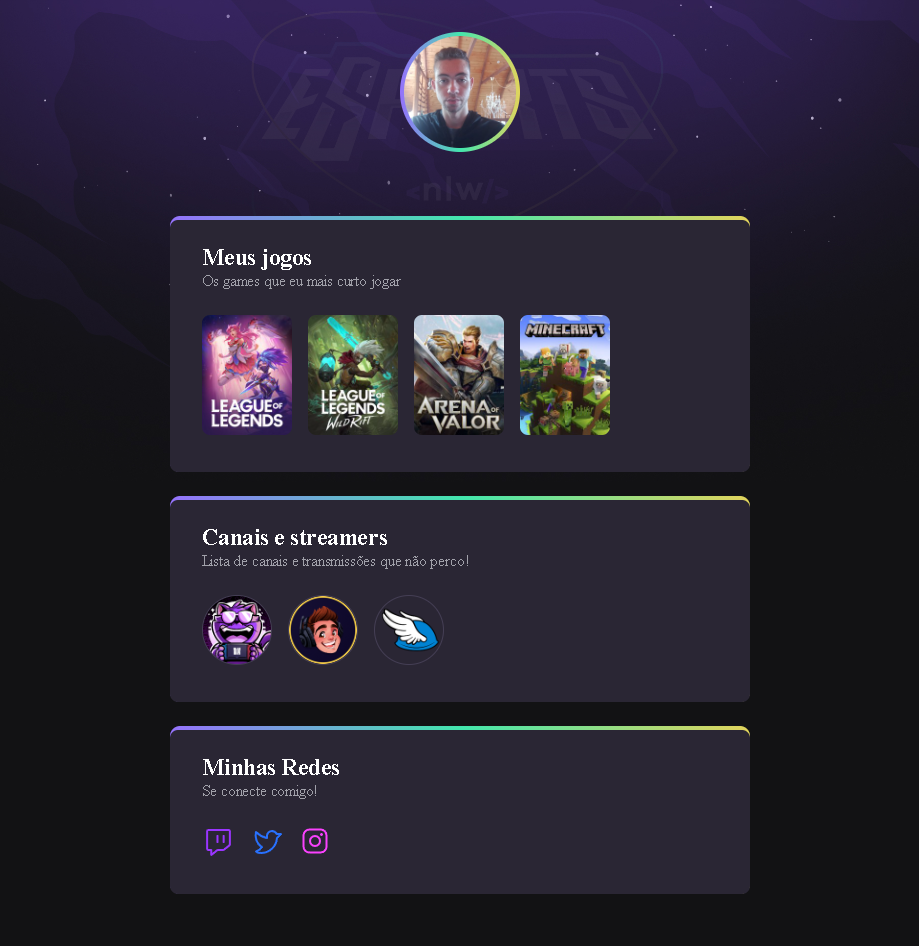 ESPORTS
<nlw/>
Meus jogos
Os games que eu mais curto jogar
LEAGUE OF
LEGENDS
LEAGUE OF
LEGENDS
WILD RIFT
ARENA OF
VALOR
MINECRAFT
Canais e streamers
Lista de canais e transmissões que não perco!
Minhas Redes
Se conecte comigo!